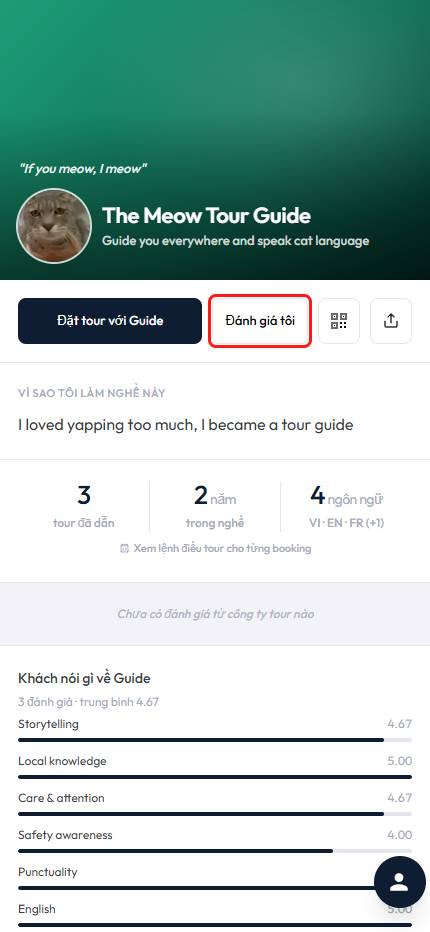 "If you meow, I meow"
The Meow Tour Guide
Guide you everywhere and speak cat language
Đặt tour với Guide
Đánh giá tôi
VÌ SAO TÔI LÀM NGHỀ NÀY
I loved yapping too much, I became a tour guide
3
tour đã dẫn
2 năm
trong nghề
4 ngôn ngữ
VI · EN · FR (+1)
Xem lệnh điều tour cho từng booking
Chưa có đánh giá từ công ty tour nào
Khách nói gì về Guide
3 đánh giá · trung bình 4.67
Storytelling 4.67
Local knowledge 5.00
Care & attention 4.67
Safety awareness 4.00
Punctuality
English 5.00